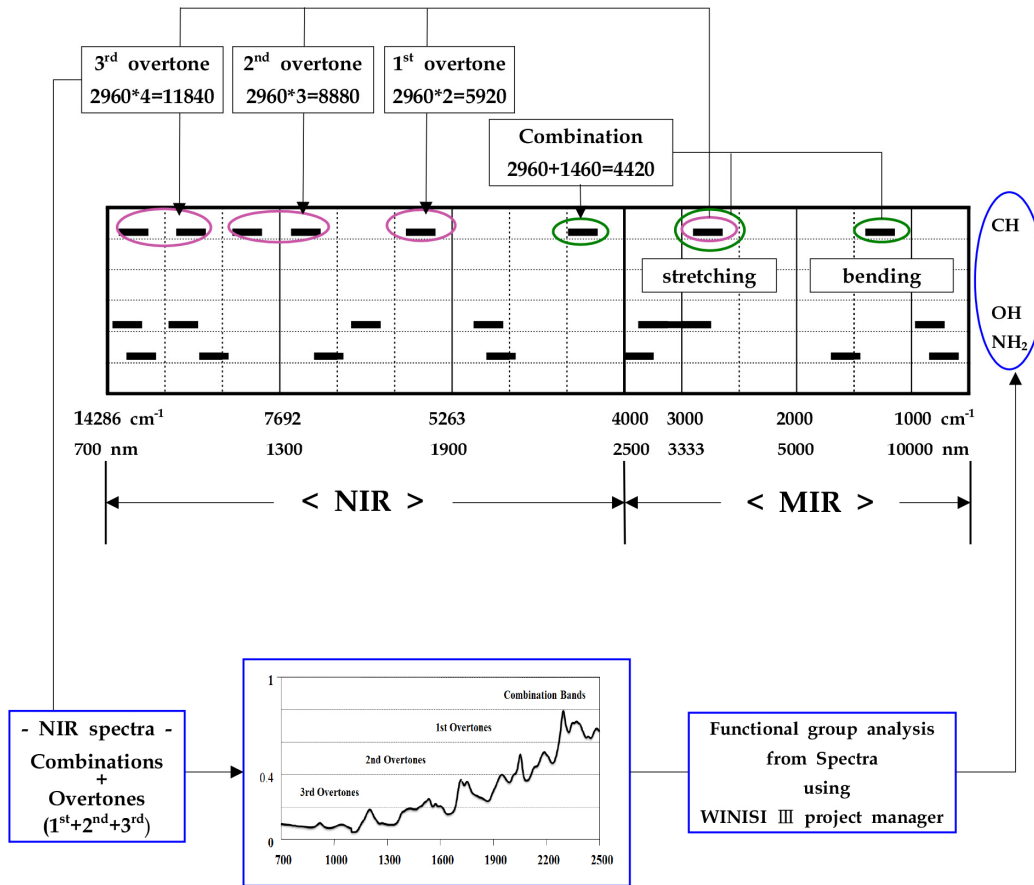 3rd overtone
2960*4=11840
2nd overtone
2960*3=8880
1st overtone
2960*2=5920
Combination
2960+1460=4420
CH
stretching
bending
OH
NH2
14286 cm-1
7692
5263
4000
3000
2000
1000 cm-1
700 nm
1300
1900
2500
3333
5000
10000 nm
< NIR >
< MIR >
- NIR spectra -
Combinations
+
Overtones
(1st+2nd+3rd)
1
Combination Bands
1st Overtones
2nd Overtones
0.4
3rd Overtones
0
700
1000
1300
1600
1900
2200
2500
Functional group analysis
from Spectra
using
WINISI Ⅲ project manager